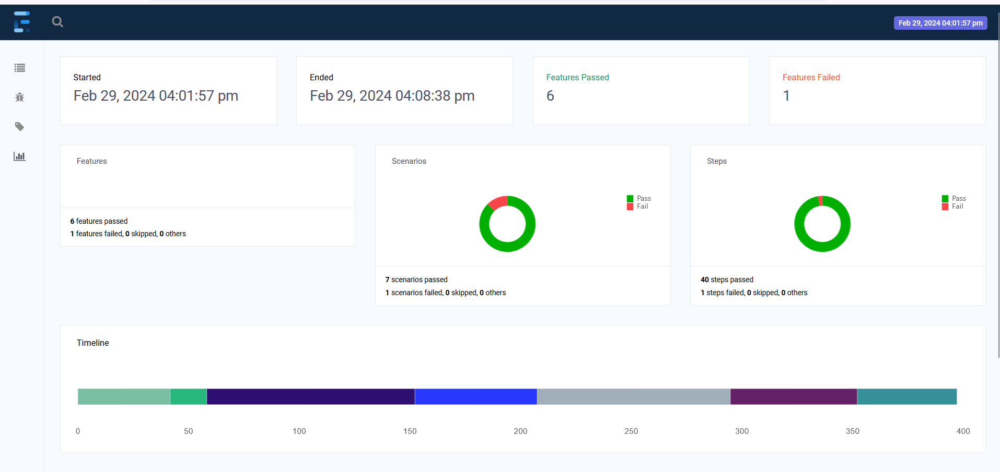 Feb 29, 2024 04:01:57 pm
Started
Feb 29, 2024 04:01:57 pm
Ended
Feb 29, 2024 04:08:38 pm
Features Passed
6
Features Failed
1
Features
6 features passed
1 features failed, 0 skipped, 0 others
Scenarios
Pass
Fail
7 scenarios passed
1 scenarios failed, 0 skipped, 0 others
Steps
Pass
Fail
40 steps passed
1 steps failed, 0 skipped, 0 others
Timeline
0 50 100 150 200 250 300 350 400